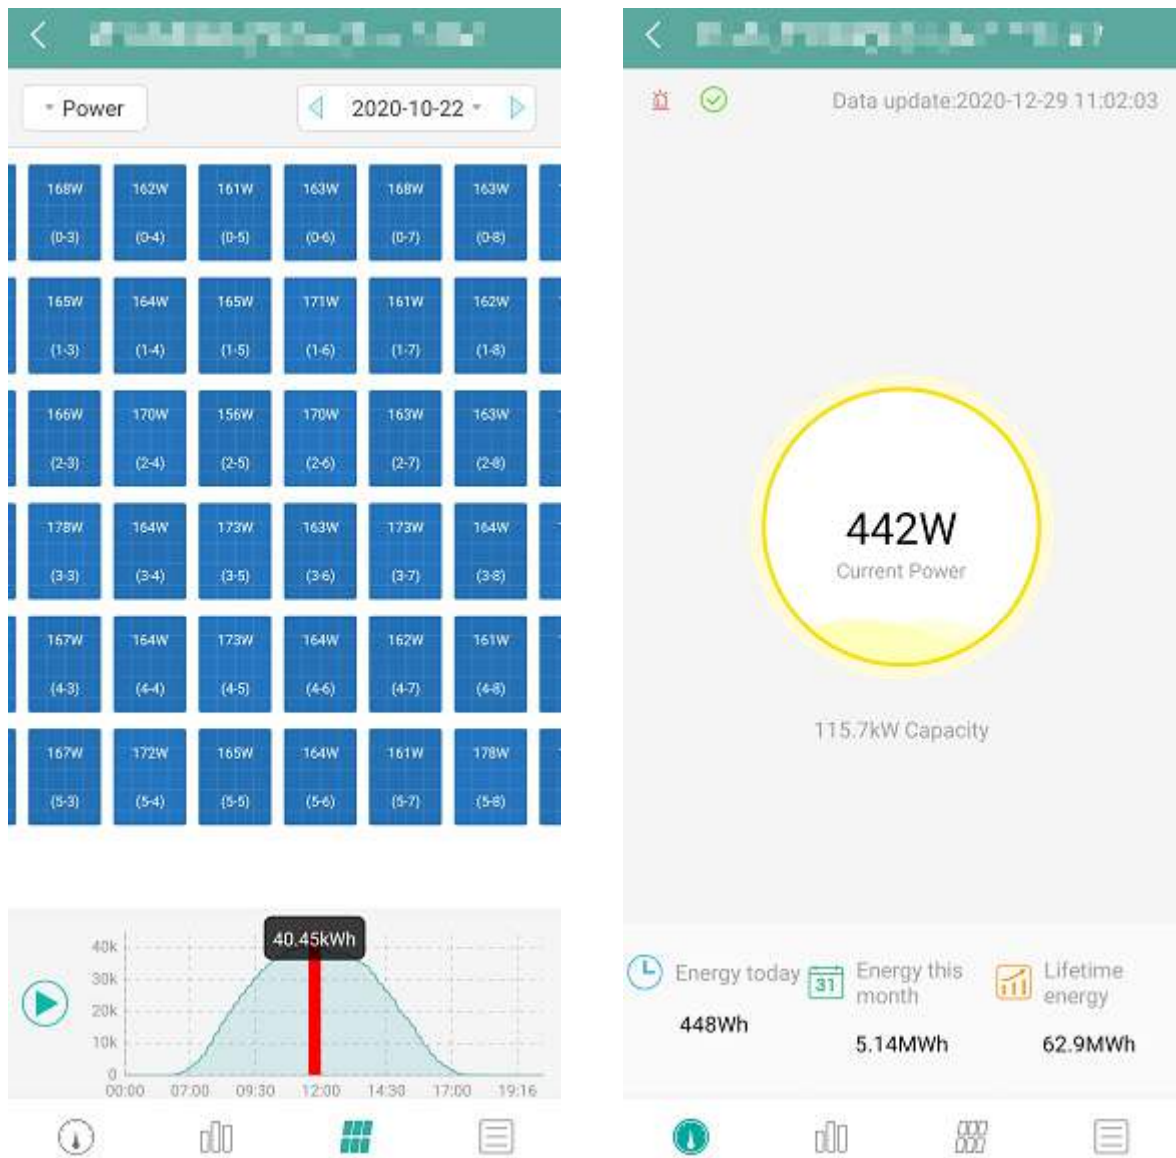 Power
2020-10-22
168W 162W 161W 163W 168W 163W
(0-3) (0-4) (0-5) (0-6) (0-7) (0-8)
165W 164W 165W 171W 161W 162W
(1-3) (1-4) (1-5) (1-6) (1-7) (1-8)
166W 170W 156W 170W 163W 163W
(2-3) (2-4) (2-5) (2-6) (2-7) (2-8)
178W 164W 173W 163W 173W 164W
(3-3) (3-4) (3-5) (3-6) (3-7) (3-8)
167W 164W 173W 164W 162W 161W
(4-3) (4-4) (4-5) (4-6) (4-7) (4-8)
167W 172W 165W 164W 161W 178W
(5-3) (5-4) (5-5) (5-6) (5-7) (5-8)
40.45kWh
40k
30k
20k
10k
0
00:00 07:00 09:30 12:00 14:30 17:00 19:16
Data update:2020-12-29 11:02:03
442W
Current Power
115.7kW Capacity
Energy today
448Wh
31
Energy this
month
5.14MWh
Lifetime
energy
62.9MWh